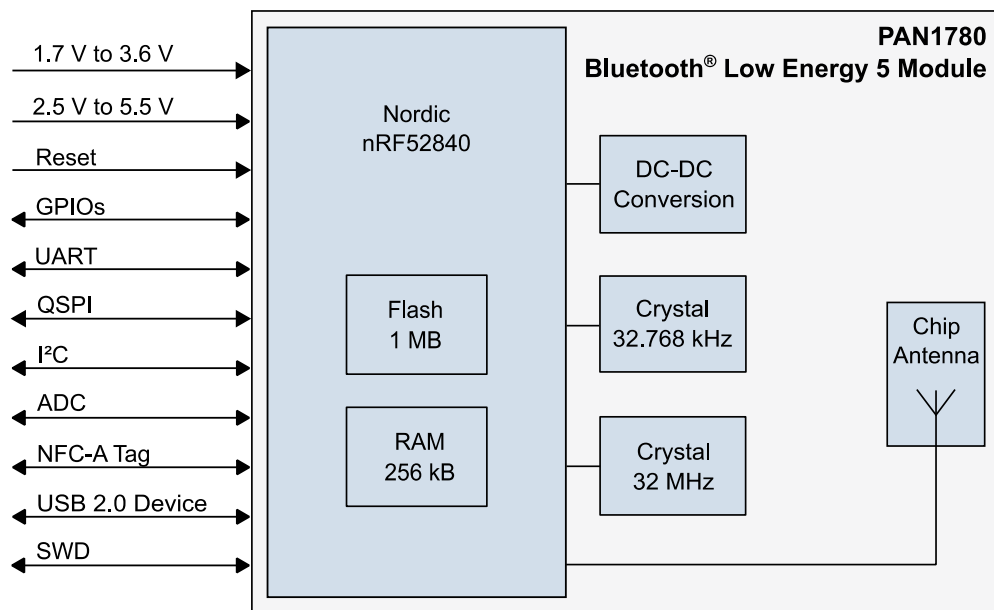 PAN1780
Bluetooth® Low Energy 5 Module
1.7 V to 3.6 V
2.5 V to 5.5 V
Reset
GPIOs
UART
QSPI
I²C
ADC
NFC-A Tag
USB 2.0 Device
SWD
Nordic
nRF52840
Flash
1 MB
RAM
256 kB
DC-DC
Conversion
Crystal
32.768 kHz
Crystal
32 MHz
Chip
Antenna